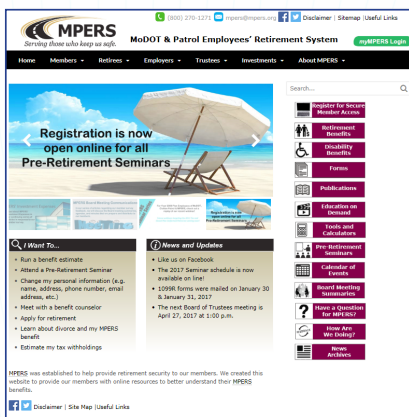 (800) 270-1271 mpers@mpers.org Disclaimer | Sitemap |Useful Links
MPERS
Serving those who keep us safe.
MoDOT & Patrol Employees' Retirement System
myMPERS Login
Home Members Retirees Employers Trustees Investments About MPERS
Registration is now
open online for all
Pre-Retirement Seminars
Search...
Register for Secure
Member Access
Retirement
Benefits
Disability
Benefits
Forms
Publications
Education on
Demand
Tools and
Calculators
Pre-Retirement
Seminars
Calendar of
Events
Board Meeting
Summaries
Have a Question
for MPERS?
How Are
We Doing?
News
Archives
I Want To...
• Run a benefit estimate
• Attend a Pre-Retirement Seminar
• Change my personal information (e.g.
name, address, phone number, email
address, etc.)
• Meet with a benefit counselor
• Apply for retirement
• Learn about divorce and my MPERS
benefit
• Estimate my tax withholdings
News and Updates
• Like us on Facebook
• The 2017 Seminar schedule is now
available on line!
• 1099R forms were mailed on January 30
& January 31, 2017
• The next Board of Trustees meeting is
April 27, 2017 at 1:00 p.m.
MPERS was established to help provide retirement security to our members. We created this
website to provide our members with online resources to better understand their MPERS
benefits.
Disclaimer | Site Map |Useful Links